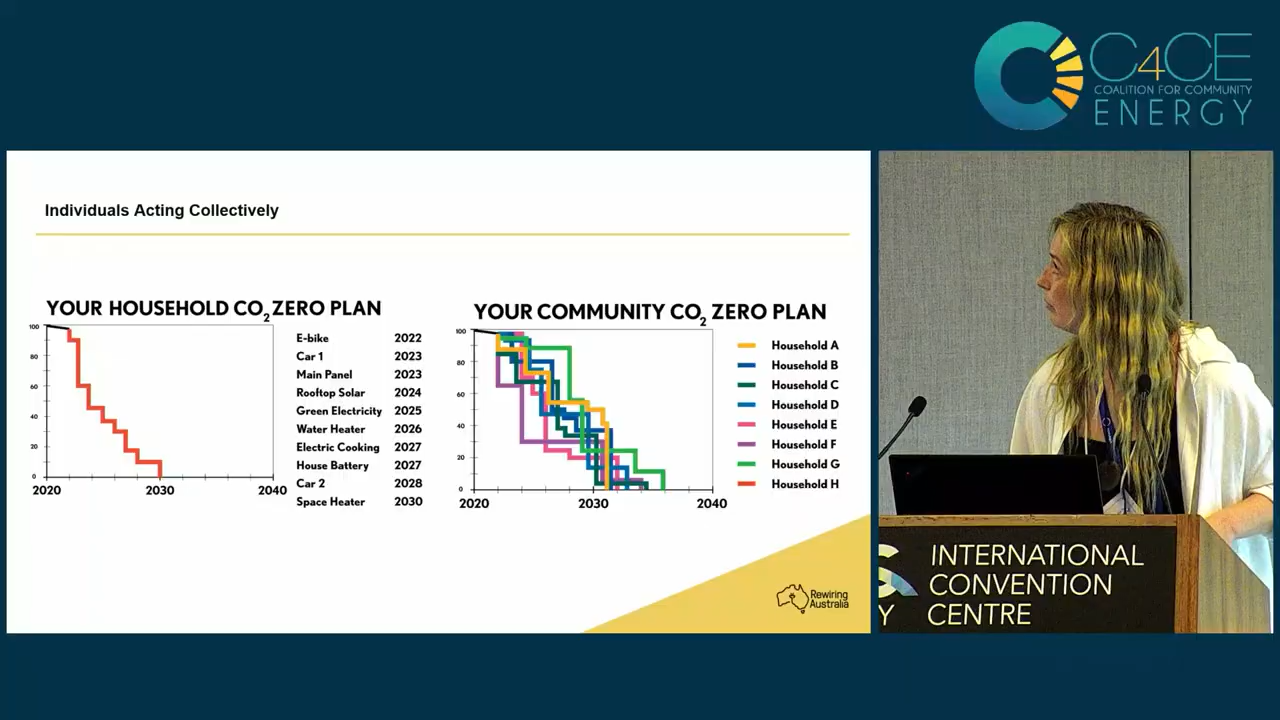 C4CE
COALITION FOR COMMUNITY
ENERGY
Individuals Acting Collectively
YOUR HOUSEHOLD CO2 ZERO PLAN
100
80
60
40
20
0
2020
2030
2040
E-bike 2022
Car 1 2023
Main Panel 2023
Rooftop Solar 2024
Green Electricity 2025
Water Heater 2026
Electric Cooking 2027
House Battery 2027
Car 2 2028
Space Heater 2030
YOUR COMMUNITY CO2 ZERO PLAN
100
80
60
40
20
0
2020
2030
2040
Household A
Household B
Household C
Household D
Household E
Household F
Household G
Household H
Rewiring
Australia
INTERNATIONAL
CONVENTION
CENTRE